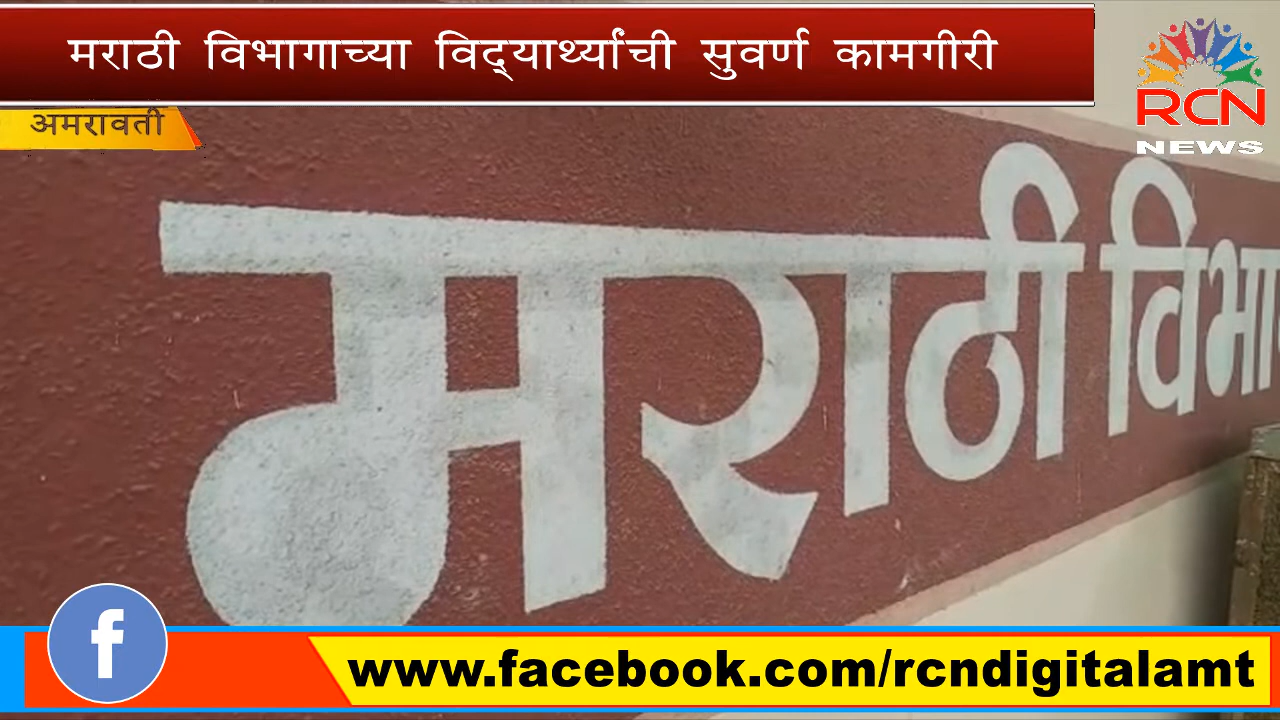 मराठी विभागाच्या विद्यार्थ्यांची सुवर्ण कामगीरी
RCN
NEWS
अमरावती
मराठी विभा
f
www.facebook.com/rcndigitalamt